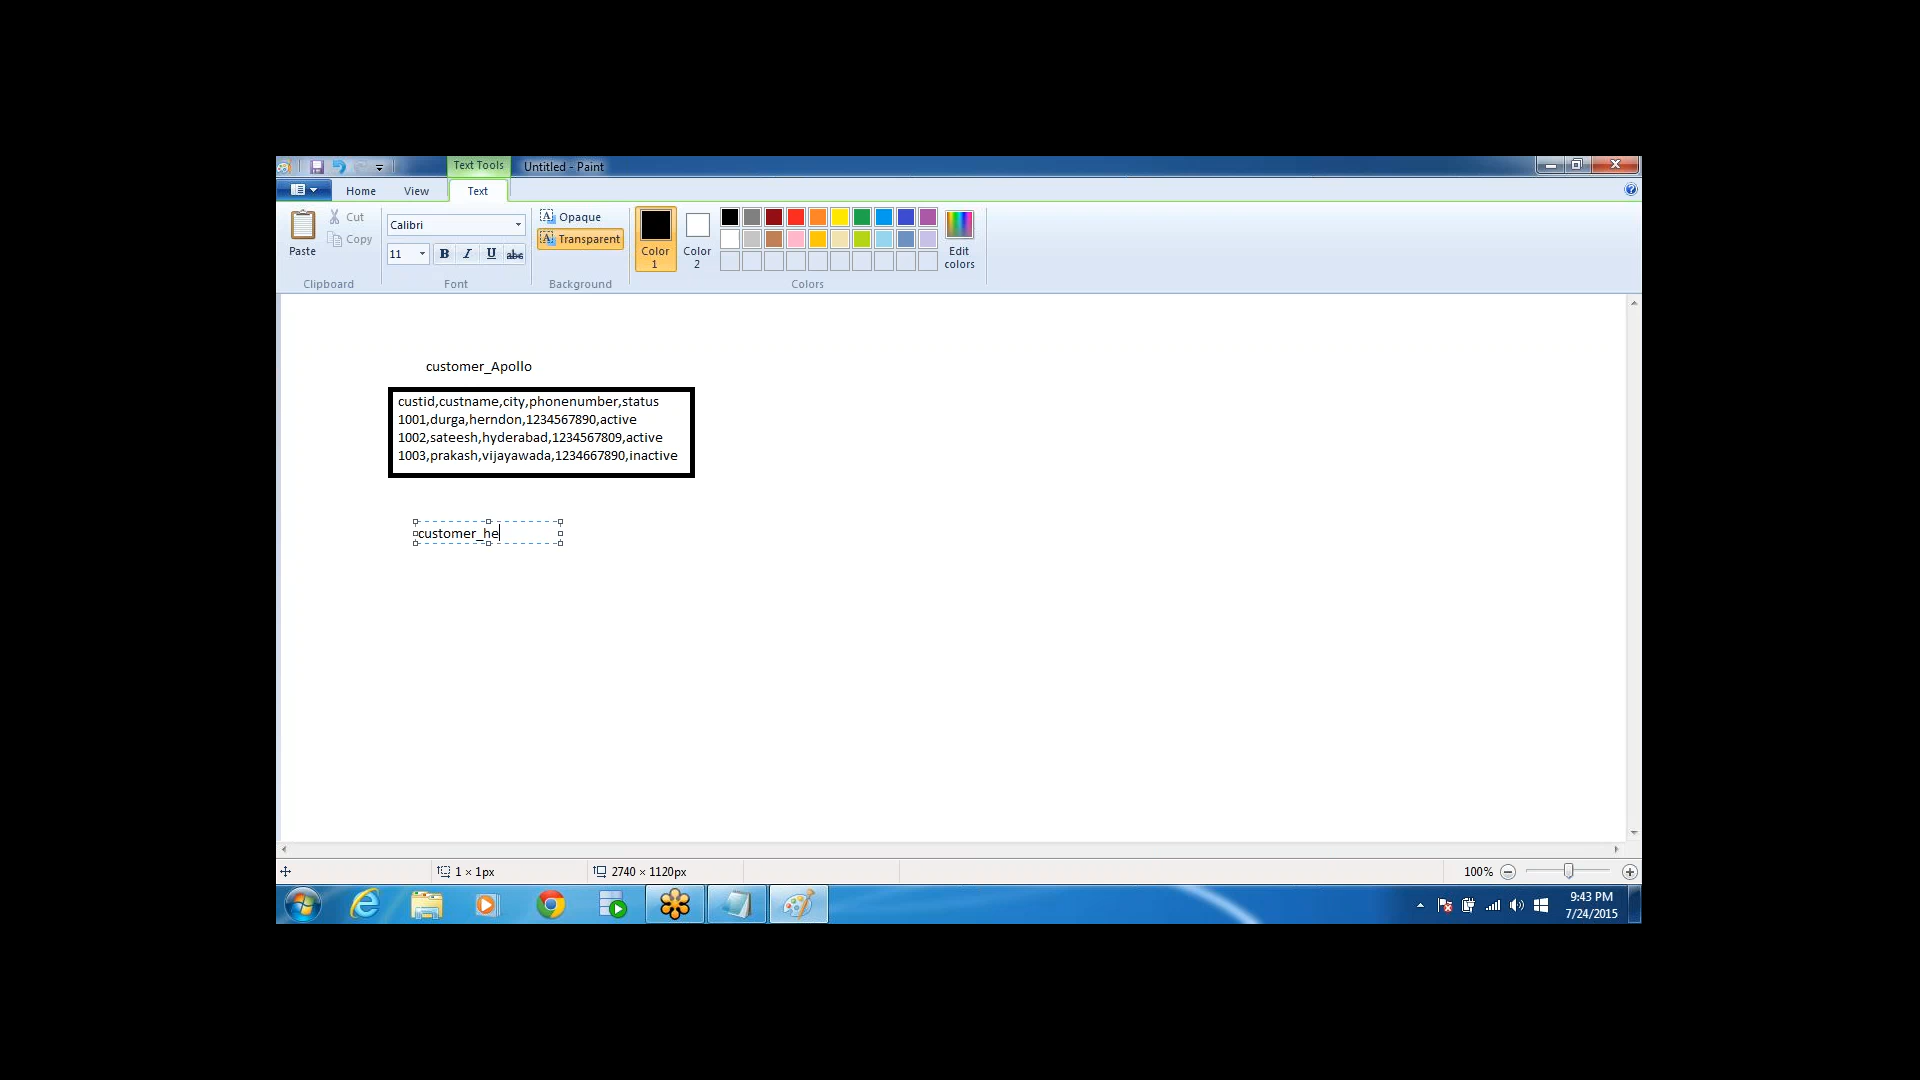 Text Tools
Untitled - Paint
Home
View
Text
Paste
Cut
Copy
Clipboard
Calibri
11
B
I
U
abc
Font
A Opaque
A Transparent
Background
Color 1
Color 2
Edit colors
Colors
customer_Apollo
custid,custname,city,phonenumber,status
1001,durga,herndon,1234567890,active
1002,sateesh,hyderabad,1234567809,active
1003,prakash,vijayawada,1234667890,inactive
customer_he
1 × 1px
2740 × 1120px
100%
9:43 PM
7/24/2015